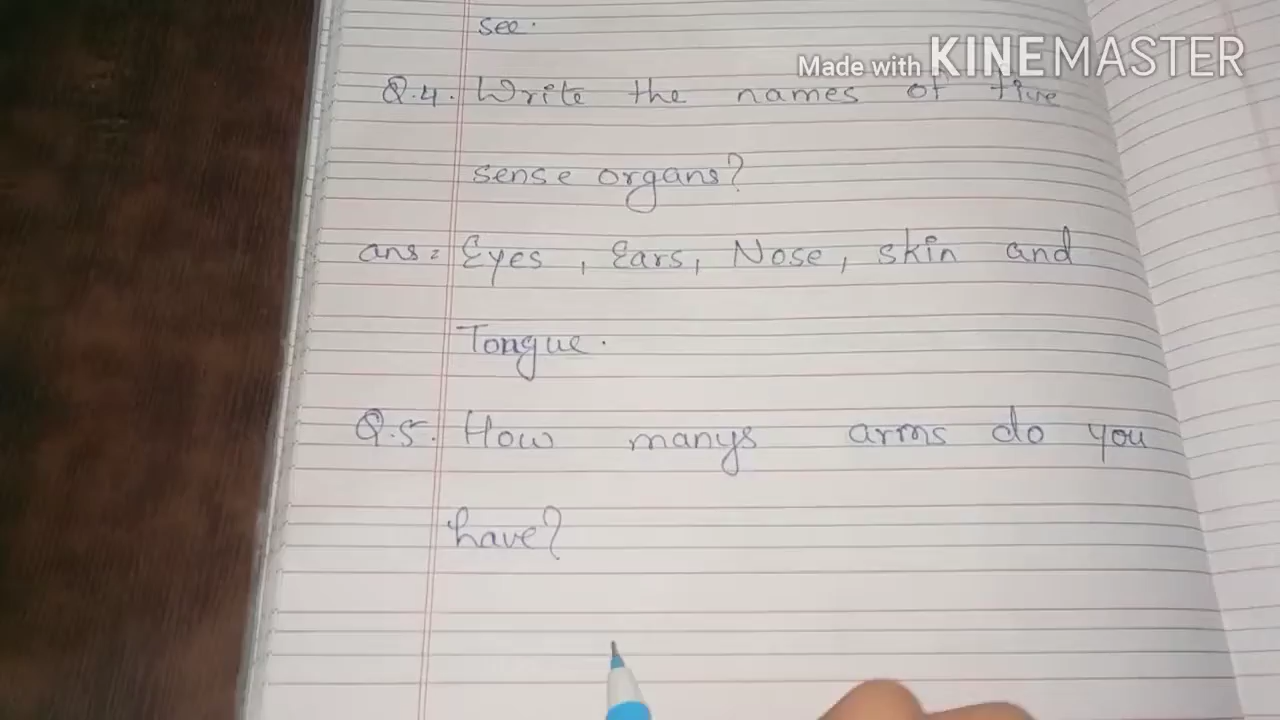 see.
Made with KINEMASTER
Q.4. Write the names of five
sense organs?
ans = Eyes , Ears, Nose, skin and
Tongue.
Q.5. How manys arms do you
have?